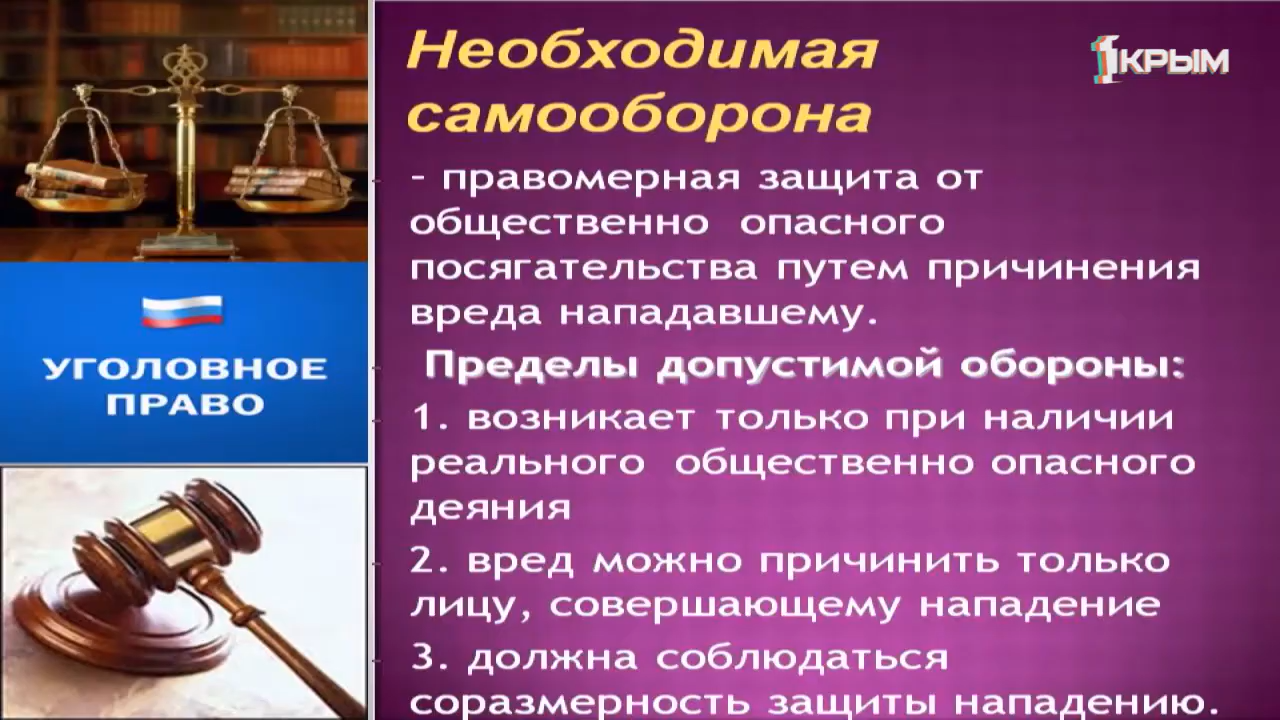 Необходимая
самооборона
1КРЫМ
- правомерная защита от
общественно опасного
посягательства путем причинения
вреда нападавшему.
Пределы допустимой обороны:
1. возникает только при наличии
реального общественно опасного
деяния
2. вред можно причинить только
лицу, совершающему нападение
3. должна соблюдаться
соразмерность защиты нападению.
УГОЛОВНОЕ
ПРАВО